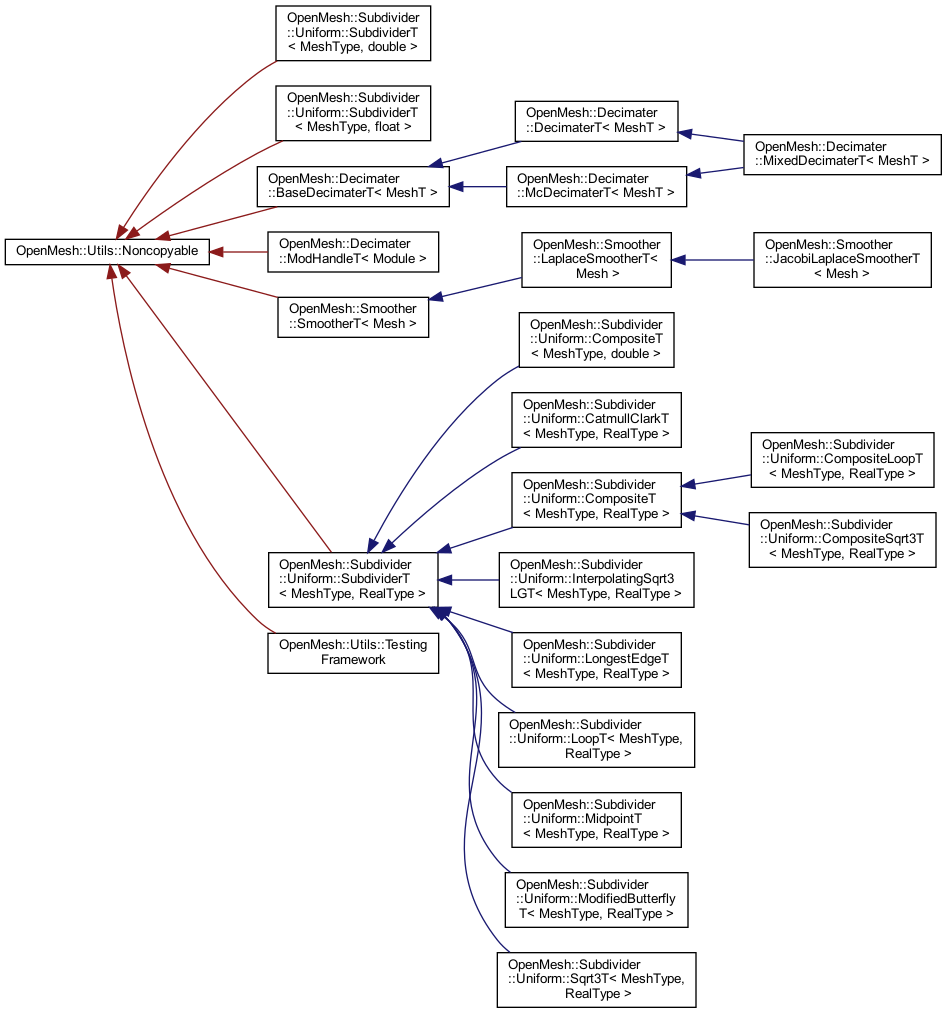 OpenMesh::Utils::Noncopyable
OpenMesh::Subdivider
::Uniform::SubdividerT
< MeshType, double >
OpenMesh::Subdivider
::Uniform::SubdividerT
< MeshType, float >
OpenMesh::Decimater
::BaseDecimaterT< MeshT >
OpenMesh::Decimater
::ModHandleT< Module >
OpenMesh::Smoother
::SmootherT< Mesh >
OpenMesh::Subdivider
::Uniform::SubdividerT
< MeshType, RealType >
OpenMesh::Utils::Testing
Framework
OpenMesh::Decimater
::DecimaterT< MeshT >
OpenMesh::Decimater
::McDecimaterT< MeshT >
OpenMesh::Smoother
::LaplaceSmootherT<
Mesh >
OpenMesh::Subdivider
::Uniform::CompositeT
< MeshType, double >
OpenMesh::Subdivider
::Uniform::CatmullClarkT
< MeshType, RealType >
OpenMesh::Subdivider
::Uniform::CompositeT
< MeshType, RealType >
OpenMesh::Subdivider
::Uniform::InterpolatingSqrt3
LGT< MeshType, RealType >
OpenMesh::Subdivider
::Uniform::LongestEdgeT
< MeshType, RealType >
OpenMesh::Subdivider
::Uniform::LoopT< MeshType,
RealType >
OpenMesh::Subdivider
::Uniform::MidpointT
< MeshType, RealType >
OpenMesh::Subdivider
::Uniform::ModifiedButterfly
T< MeshType, RealType >
OpenMesh::Subdivider
::Uniform::Sqrt3T< MeshType,
RealType >
OpenMesh::Decimater
::MixedDecimaterT< MeshT >
OpenMesh::Smoother
::JacobiLaplaceSmootherT
< Mesh >
OpenMesh::Subdivider
::Uniform::CompositeLoopT
< MeshType, RealType >
OpenMesh::Subdivider
::Uniform::CompositeSqrt3T
< MeshType, RealType >